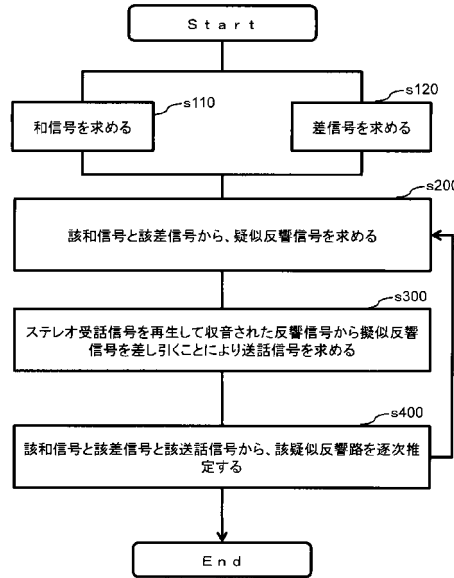 Start
s110
s120
和信号を求める
差信号を求める
s200
該和信号と該差信号から、疑似反響信号を求める
s300
ステレオ受話信号を再生して収音された反響信号から擬似反響
信号を差し引くことにより送話信号を求める
s400
該和信号と該差信号と該送話信号から、該疑似反響路を逐次推
定する
End